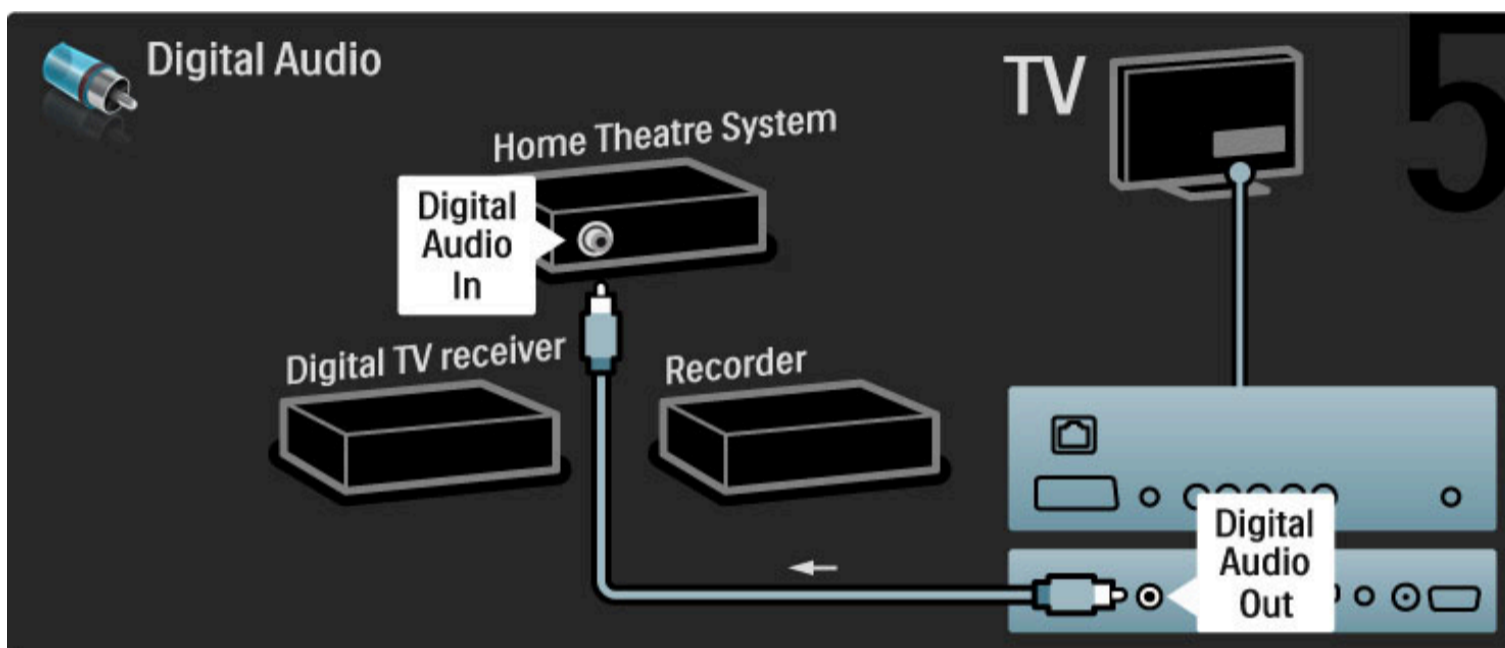 Digital Audio
TV
5
Home Theatre System
Digital
Audio
In
Digital TV receiver
Recorder
Digital
Audio
Out